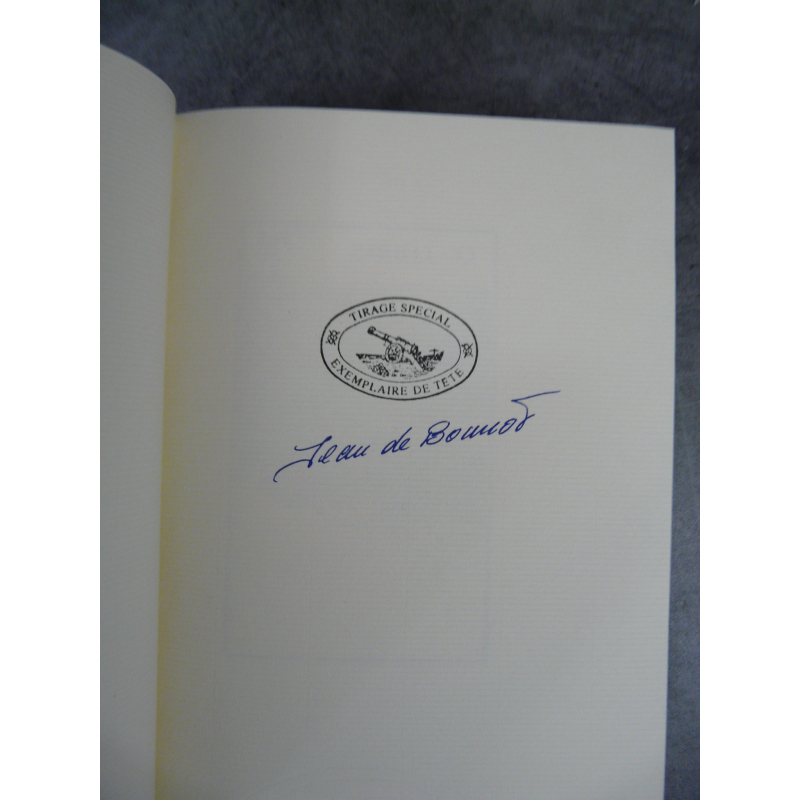 TIRAGE SPECIAL
EXEMPLAIRE DE TETE
Jean de Bonnot